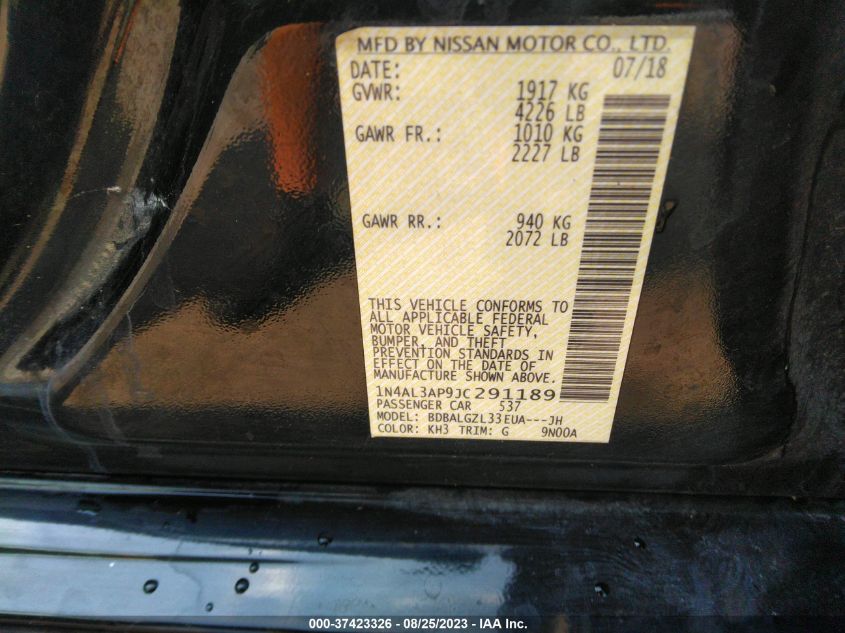 MFD BY NISSAN MOTOR CO., LTD.
DATE: 07/18
GVWR: 1917 KG
4226 LB
GAWR FR.: 1010 KG
2227 LB
GAWR RR.: 940 KG
2072 LB
THIS VEHICLE CONFORMS TO
ALL APPLICABLE FEDERAL
MOTOR VEHICLE SAFETY,
BUMPER, AND THEFT
PREVENTION STANDARDS IN
EFFECT ON THE DATE OF
MANUFACTURE SHOWN ABOVE.
1N4AL3AP9JC291189
PASSENGER CAR 537
MODEL: BDBALGZL33EUA---JH
COLOR: KH3 TRIM: G 9N00A
000-37423326 - 08/25/2023 - IAA Inc.